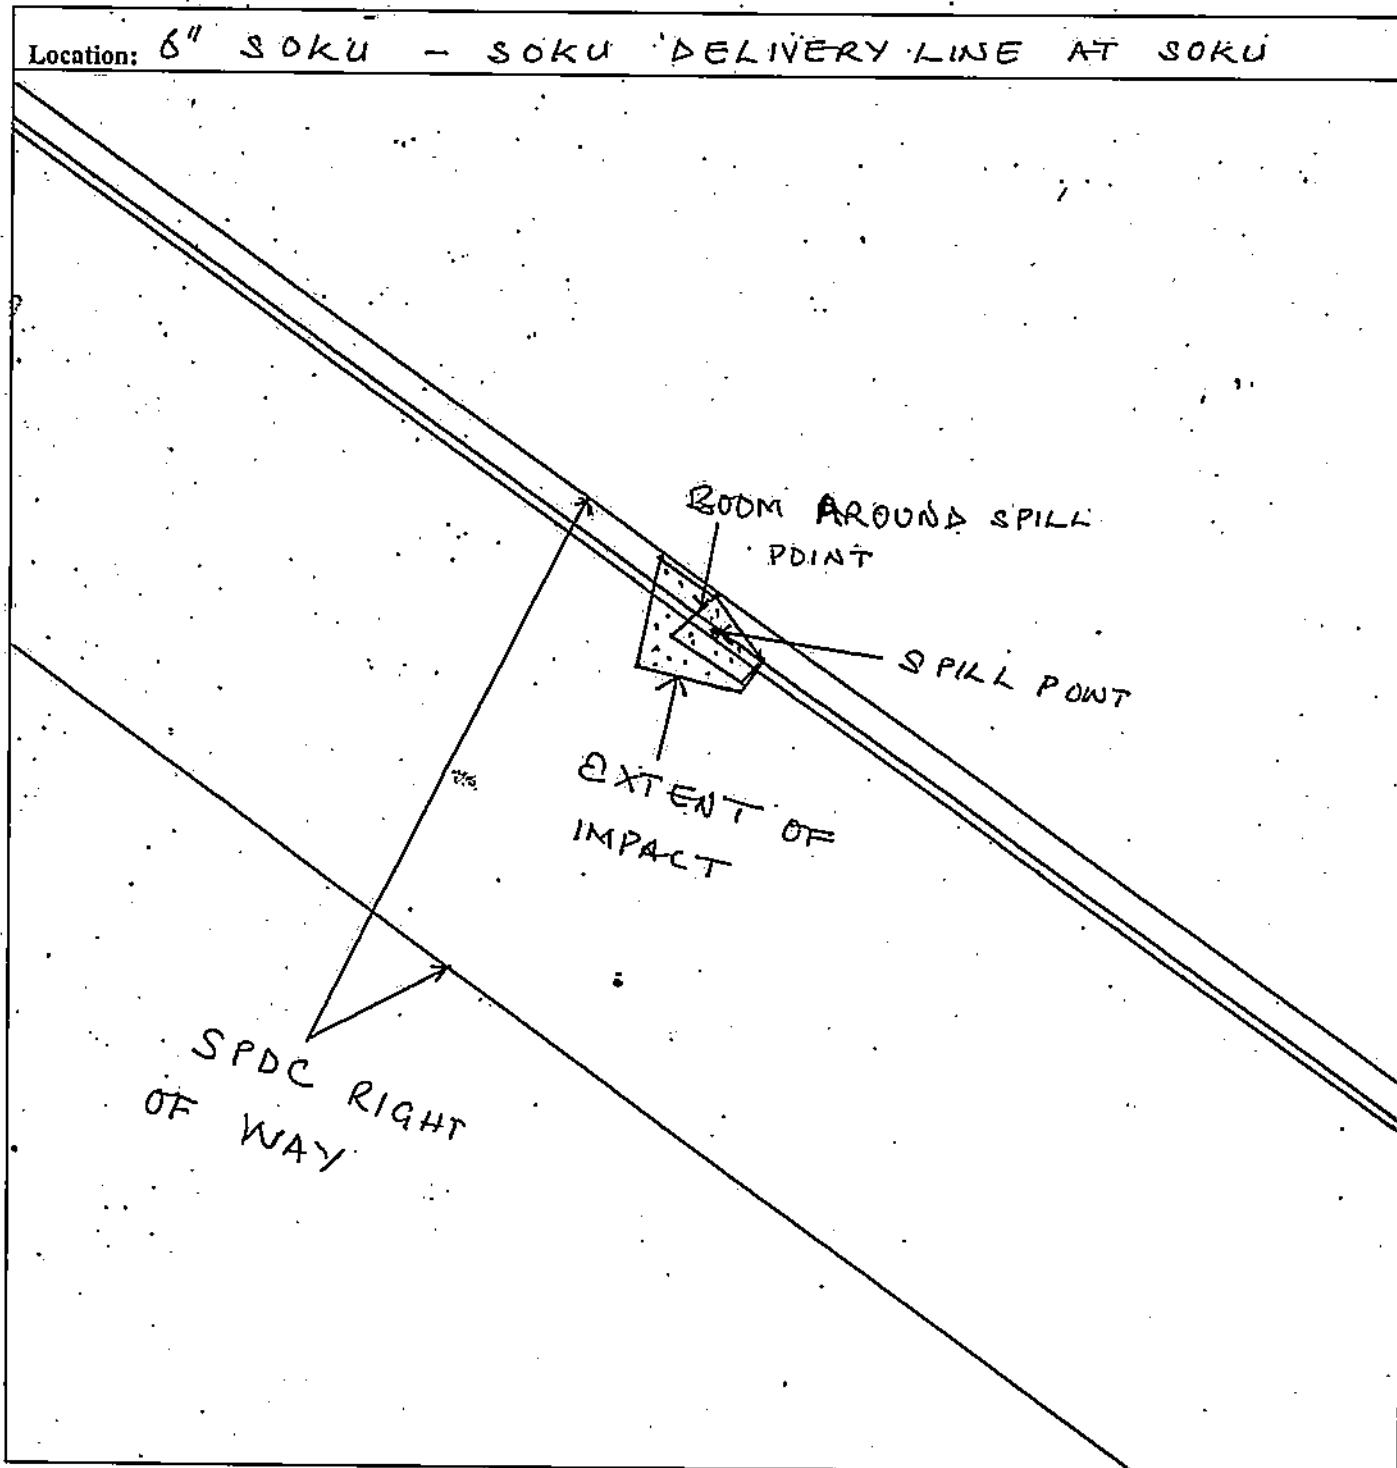 Location: 6" SOKU - SOKU DELIVERY LINE AT SOKU
BOOM AROUND SPILL
POINT
SPILL POINT
EXTENT OF
IMPACT
SPDC RIGHT
OF WAY